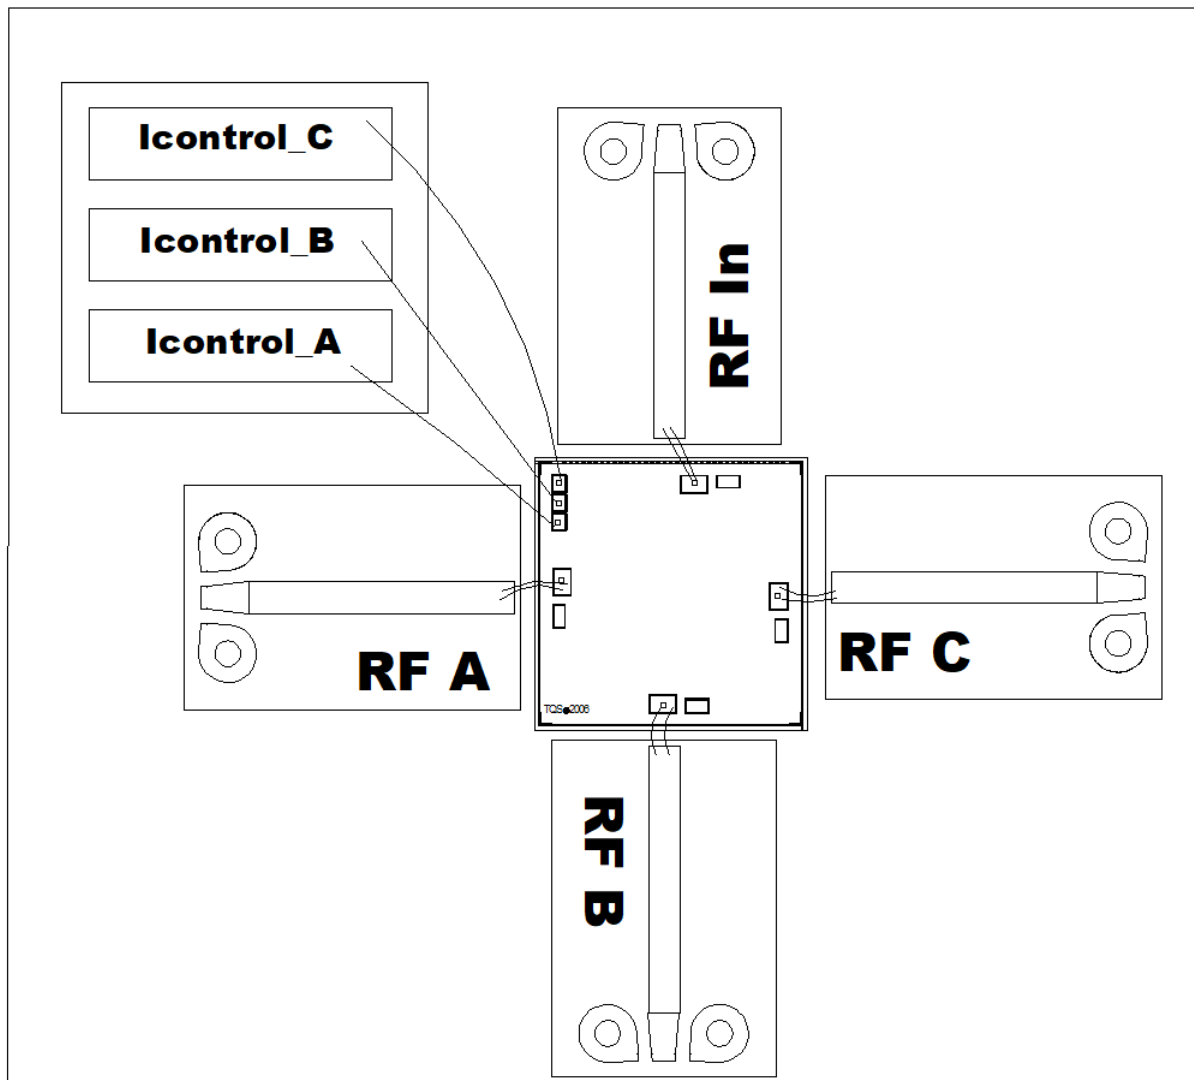 Icontrol_C
Icontrol_B
Icontrol_A
RF In
RF A
RF C
TQS●2006
RF B